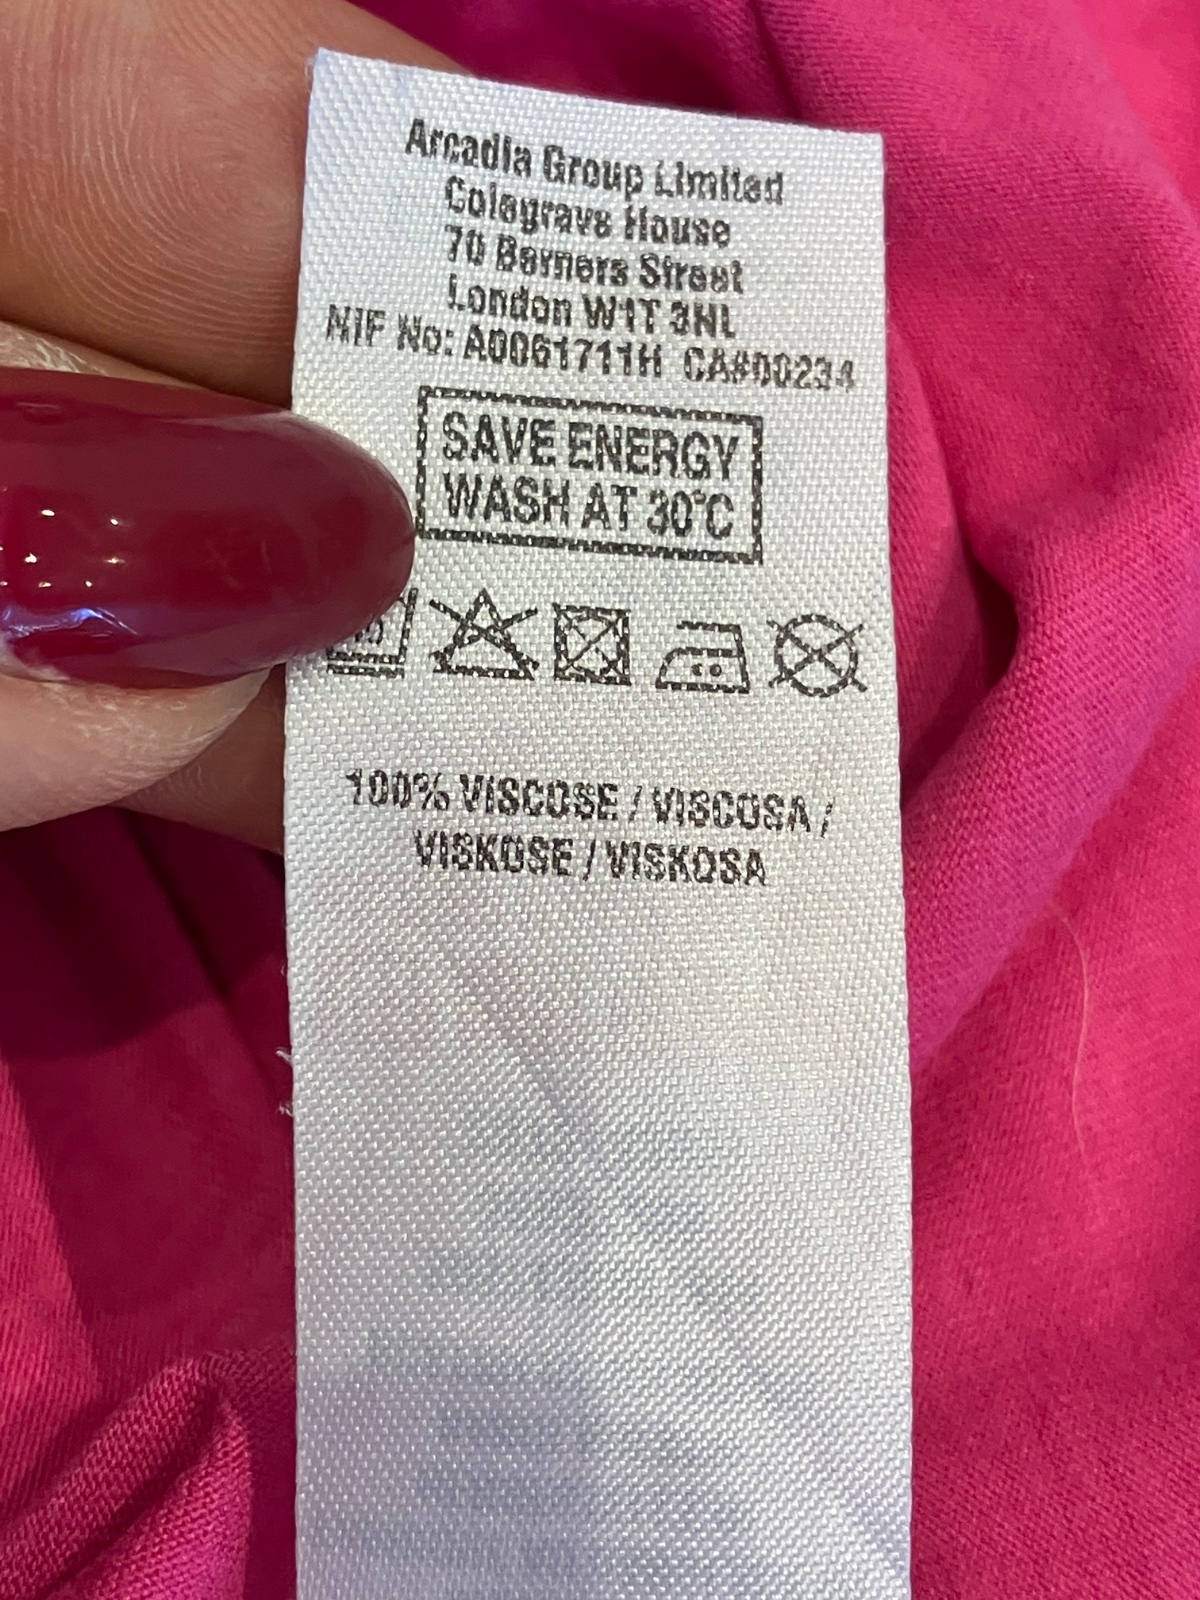 Arcadia Group Limited
Colegrave House
70 Berners Street
London W1T 3NL
NIF No: A0061711H CA#00234
SAVE ENERGY
WASH AT 30°C
100% VISCOSE / VISCOSA /
VISKOSE / VISKOSA